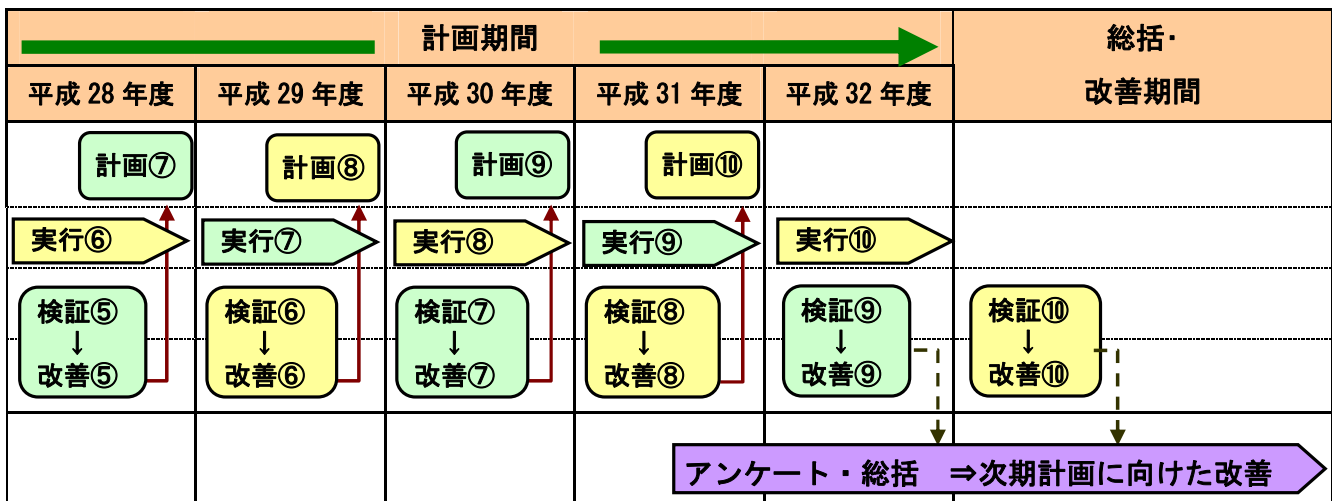 計画期間
総括・
改善期間
平成 28 年度
平成 29 年度
平成 30 年度
平成 31 年度
平成 32 年度
計画⑦
計画⑧
計画⑨
計画⑩
実行⑥
実行⑦
実行⑧
実行⑨
実行⑩
検証⑤
↓
改善⑤
検証⑥
↓
改善⑥
検証⑦
↓
改善⑦
検証⑧
↓
改善⑧
検証⑨
↓
改善⑨
検証⑩
↓
改善⑩
アンケート・総括 ⇒次期計画に向けた改善